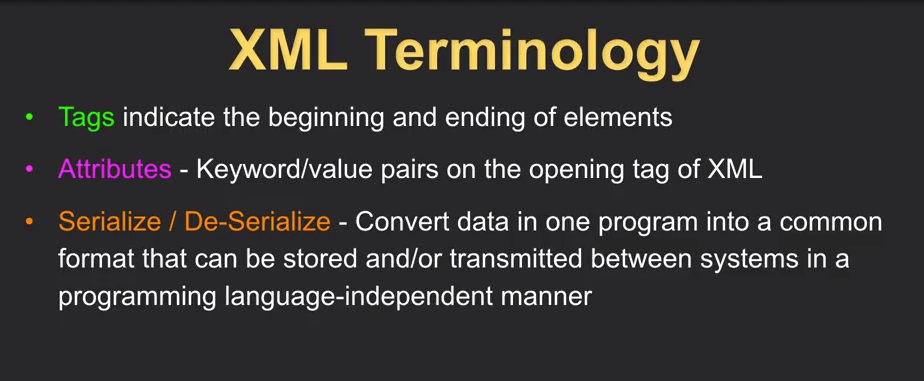 XML Terminology
• Tags indicate the beginning and ending of elements
• Attributes - Keyword/value pairs on the opening tag of XML
• Serialize / De-Serialize - Convert data in one program into a common
format that can be stored and/or transmitted between systems in a
programming language-independent manner